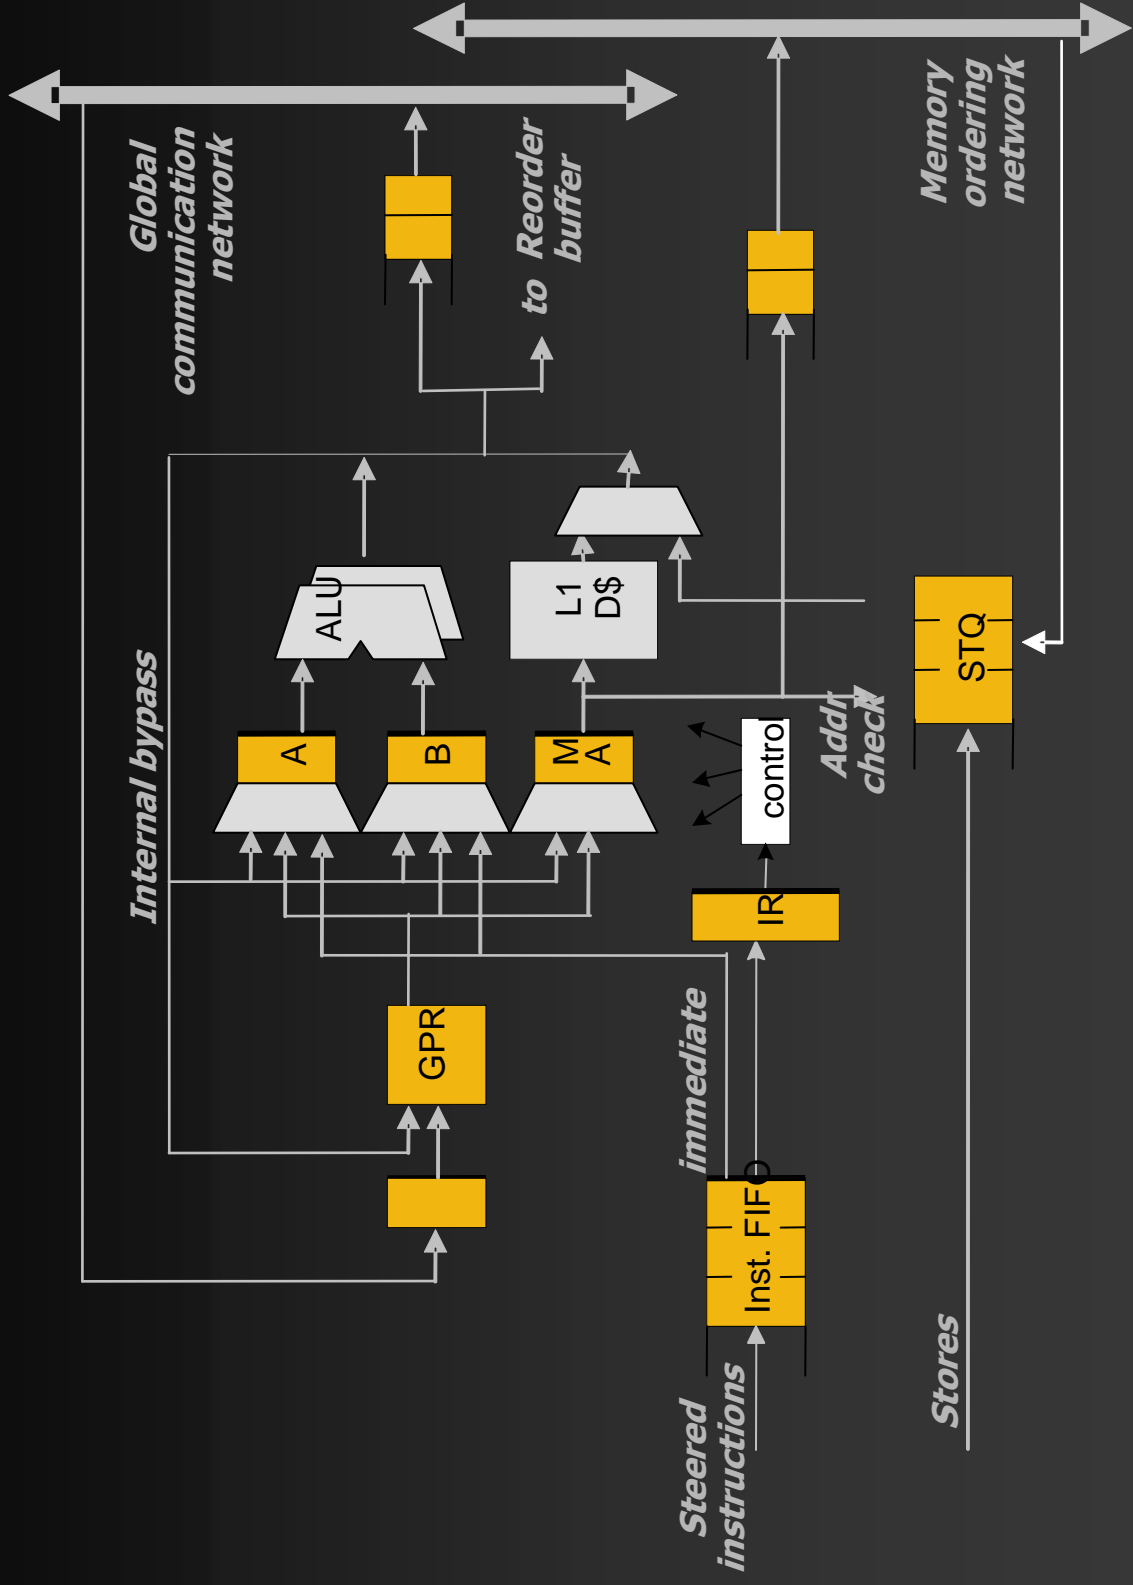 Global
communication
network
Memory
ordering
network
to Reorder
buffer
Internal bypass
ALU
L1
D$
STQ
A
B
M
A
control
Addr
check
IR
GPR
immediate
Inst. FIFO
Steered
instructions
Stores